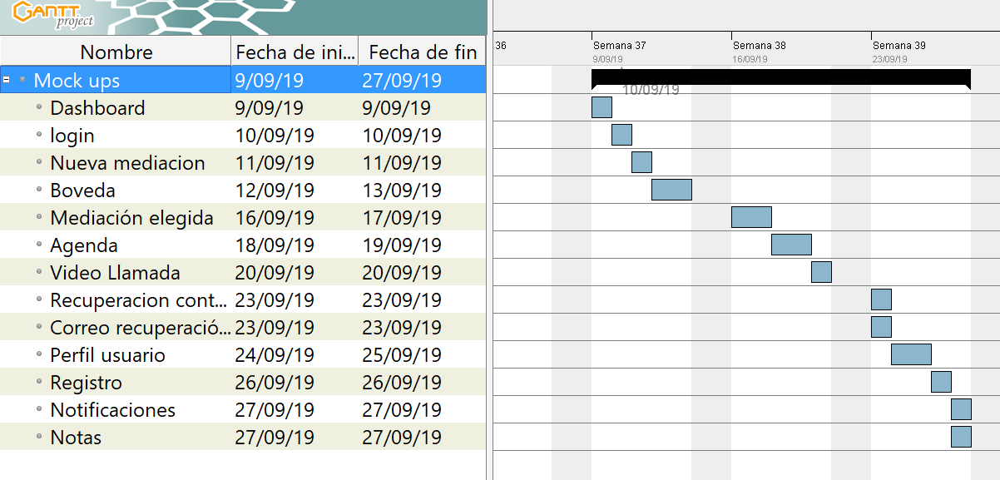 GANTT
project
Nombre Fecha de ini... Fecha de fin
Mock ups 9/09/19 27/09/19
Dashboard 9/09/19 9/09/19
login 10/09/19 10/09/19
Nueva mediacion 11/09/19 11/09/19
Boveda 12/09/19 13/09/19
Mediación elegida 16/09/19 17/09/19
Agenda 18/09/19 19/09/19
Video Llamada 20/09/19 20/09/19
Recuperacion cont... 23/09/19 23/09/19
Correo recuperació... 23/09/19 23/09/19
Perfil usuario 24/09/19 25/09/19
Registro 26/09/19 26/09/19
Notificaciones 27/09/19 27/09/19
Notas 27/09/19 27/09/19
36 Semana 37 Semana 38 Semana 39
9/09/19 16/09/19 23/09/19
10/09/19